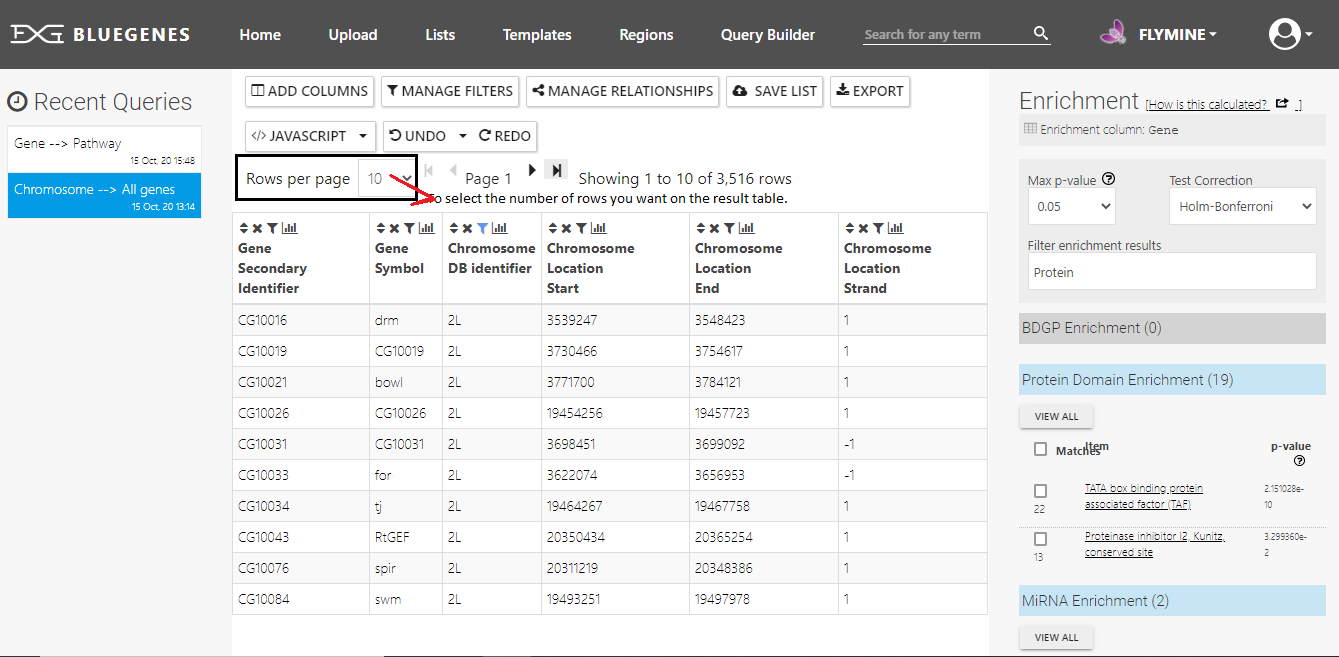 BLUEGENES Home Upload Lists Templates Regions Query Builder Search for any term FLYMINE
Recent Queries
Gene --> Pathway
15 Oct, 20 15:48
Chromosome --> All genes
15 Oct, 20 13:14
ADD COLUMNS MANAGE FILTERS MANAGE RELATIONSHIPS SAVE LIST EXPORT
</> JAVASCRIPT UNDO REDO
Rows per page 10 Page 1 Showing 1 to 10 of 3,516 rows
To select the number of rows you want on the result table.
Gene Secondary Identifier Gene Symbol Chromosome DB identifier Chromosome Location Start Chromosome Location End Chromosome Location Strand
CG10016 drm 2L 3539247 3548423 1
CG10019 CG10019 2L 3730466 3754617 1
CG10021 bowl 2L 3771700 3784121 1
CG10026 CG10026 2L 19454256 19457723 1
CG10031 CG10031 2L 3698451 3699092 -1
CG10033 for 2L 3622074 3656953 -1
CG10034 tj 2L 19464267 19467758 1
CG10043 RtGEF 2L 20350434 20365254 1
CG10076 spir 2L 20311219 20348386 1
CG10084 swm 2L 19493251 19497978 1
Enrichment [How is this calculated? ]
Enrichment column: Gene
Max p-value Test Correction
0.05 Holm-Bonferroni
Filter enrichment results
Protein
BDGP Enrichment (0)
Protein Domain Enrichment (19)
VIEW ALL
Matches Item p-value
22 TATA box binding protein associated factor (TAF) 2.151028e-10
13 Proteinase inhibitor I2, Kunitz, conserved site 3.299360e-2
MiRNA Enrichment (2)
VIEW ALL